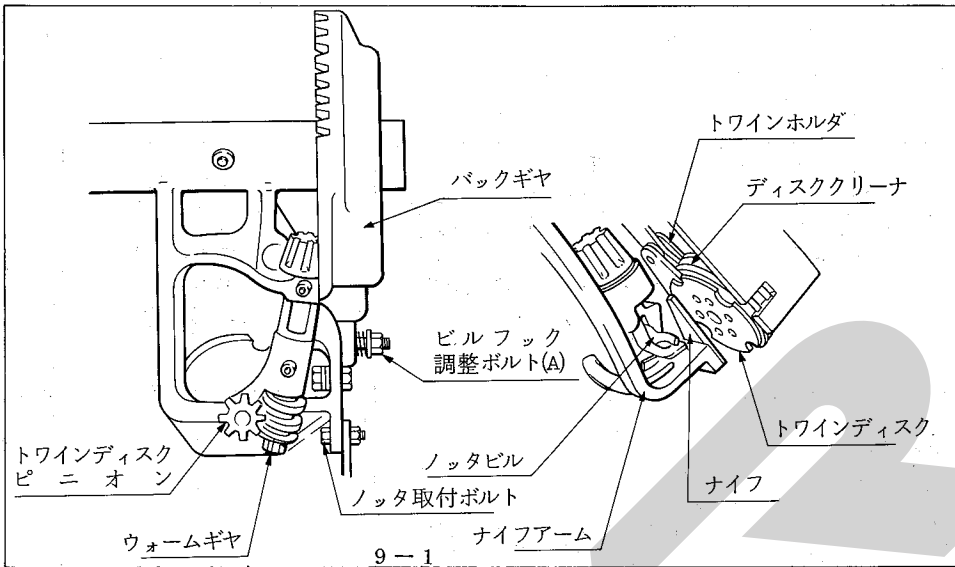 トワインホルダ
ディスククリーナ
バックギヤ
ビルフック
調整ボルト(A)
トワインディスク
ピニオン
ノッタビル
トワインディスク
ナイフ
ノッタ取付ボルト
ウォームギヤ
ナイフアーム
9-1